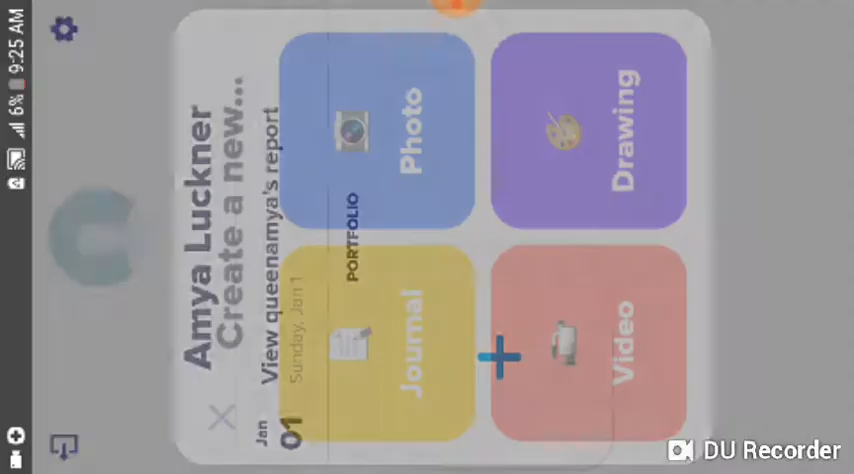 9:25 AM
6%
Amya Luckner
Create a new...
View queenamya's report
Jan
01
Sunday, Jan 1
PORTFOLIO
Photo
Drawing
Journal
Video
DU Recorder